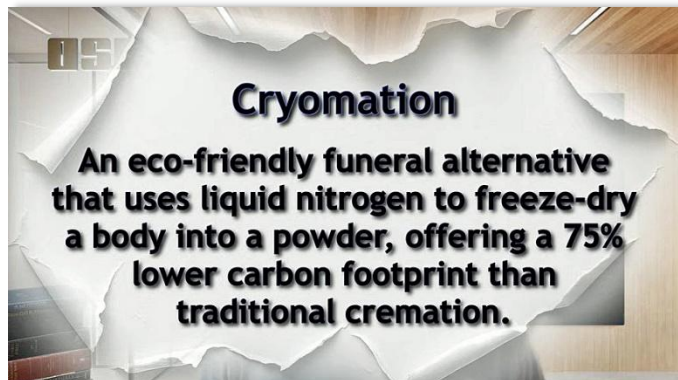 Cryomation
An eco-friendly funeral alternative
that uses liquid nitrogen to freeze-dry
a body into a powder, offering a 75%
lower carbon footprint than
traditional cremation.